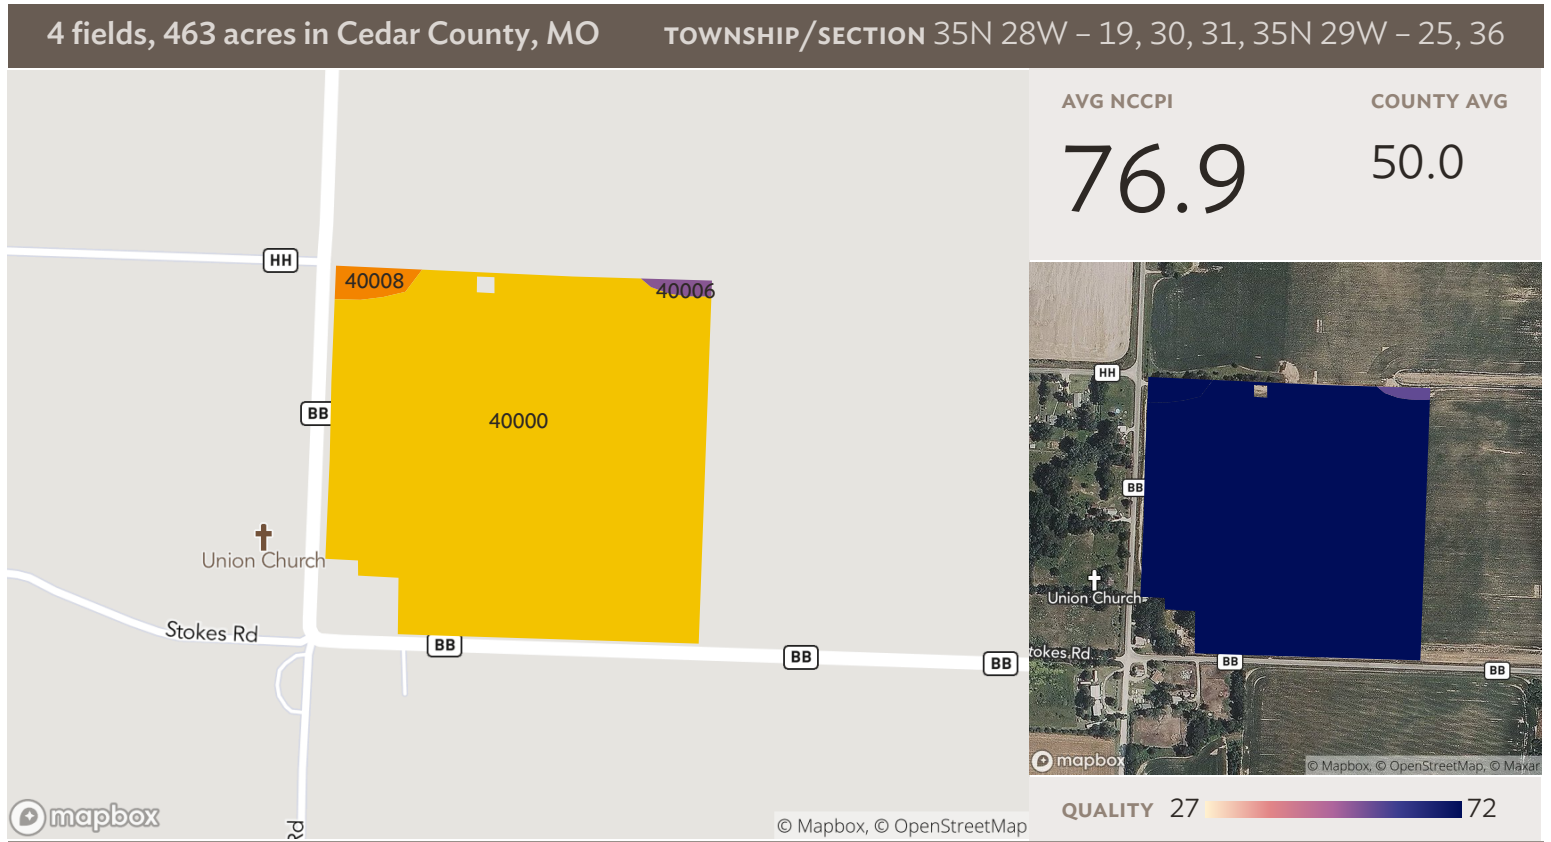 4 fields, 463 acres in Cedar County, MO
TOWNSHIP/SECTION 35N 28W – 19, 30, 31, 35N 29W – 25, 36
HH
40008
40006
BB
40000
Union Church
Stokes Rd
BB
BB
BB
Rd
mapbox
© Mapbox, © OpenStreetMap
AVG NCCPI
COUNTY AVG
76.9
50.0
HH
BB
Union Church
tokes Rd
BB
BB
mapbox
© Mapbox, © OpenStreetMap, © Maxar
QUALITY 27
72